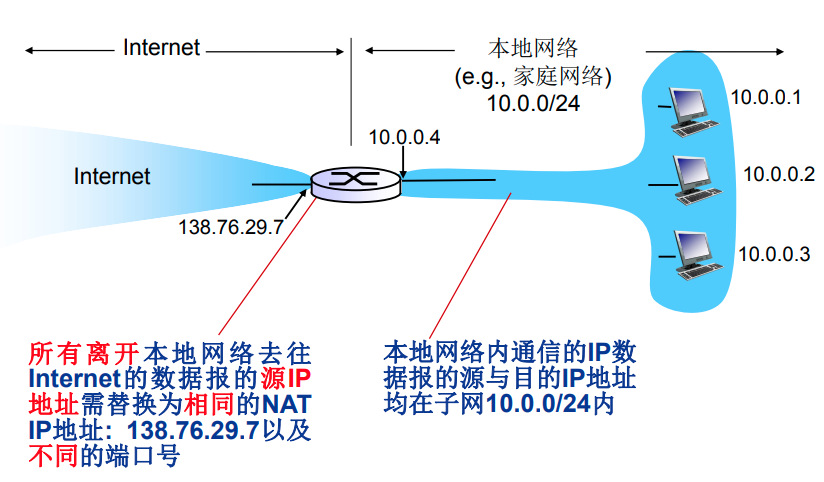 Internet
本地网络
(e.g., 家庭网络)
10.0.0/24
10.0.0.1
10.0.0.4
Internet
10.0.0.2
138.76.29.7
10.0.0.3
所有离开本地网络去往
Internet的数据报的源IP
地址需替换为相同的NAT
IP地址: 138.76.29.7以及
不同的端口号
本地网络内通信的IP数
据报的源与目的IP地址
均在子网10.0.0/24内